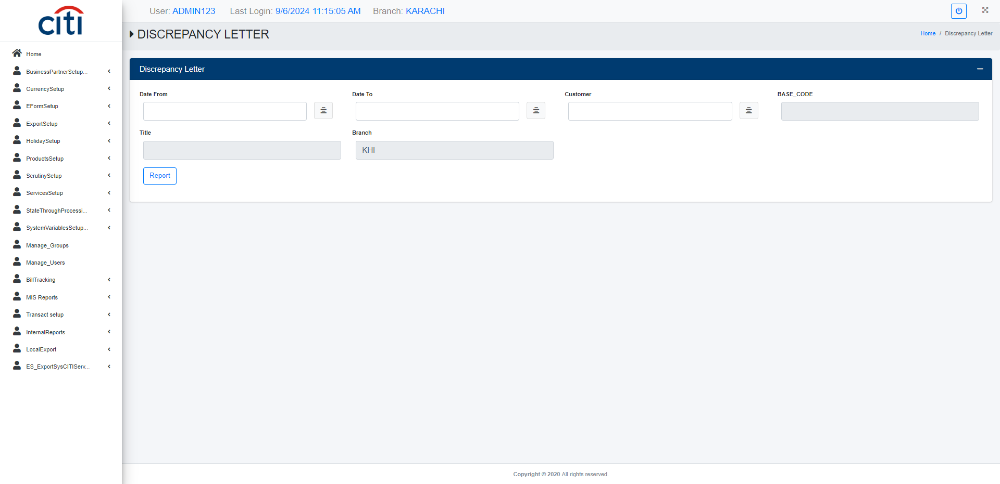 citi
User: ADMIN123 Last Login: 9/6/2024 11:15:05 AM Branch: KARACHI
DISCREPANCY LETTER
Home / Discrepancy Letter
Home
BusinessPartnerSetup...
CurrencySetup
EFormSetup
ExportSetup
HolidaySetup
ProductsSetup
ScrutinySetup
ServicesSetup
StateThroughProcessi...
SystemVariablesSetup...
Manage_Groups
Manage_Users
BillTracking
MIS Reports
Transact setup
InternalReports
LocalExport
ES_ExportSysCITIServ...
Discrepancy Letter
Date From
Date To
Customer
BASE_CODE
Title
Branch
KHI
Report
Copyright © 2020 All rights reserved.